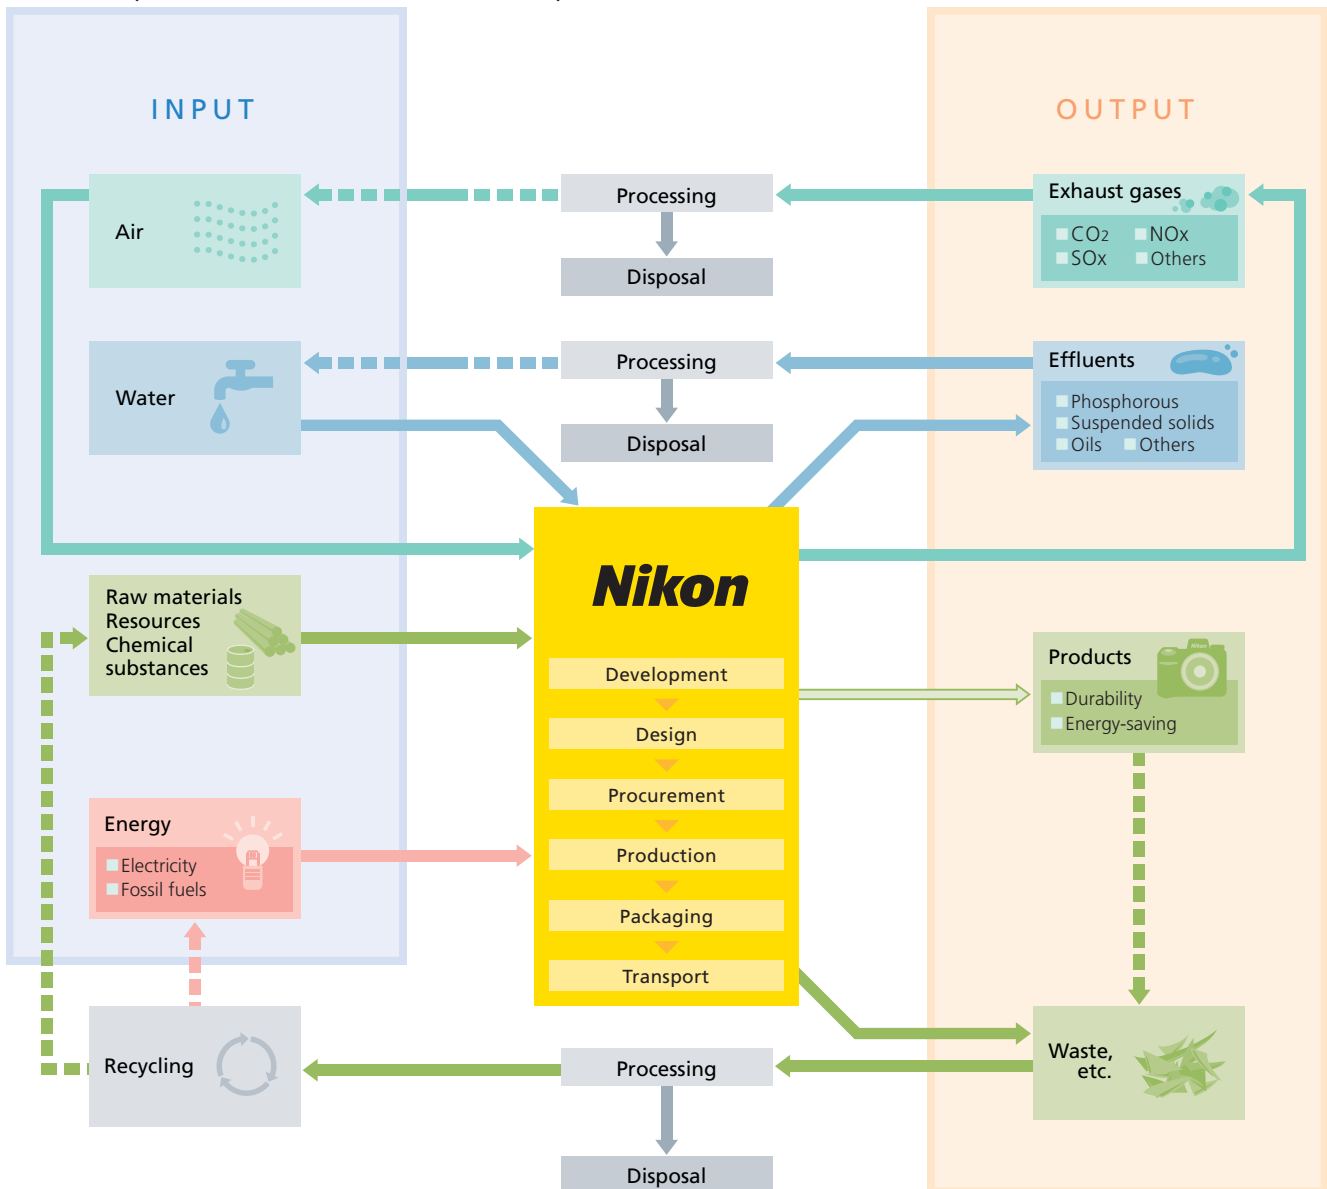 INPUT
OUTPUT
Air
Processing
Disposal
Exhaust gases
CO2 NOx
SOx Others
Water
Processing
Disposal
Effluents
Phosphorous
Suspended solids
Oils Others
Nikon
Development
Design
Procurement
Production
Packaging
Transport
Raw materials
Resources
Chemical
substances
Energy
Electricity
Fossil fuels
Products
Nikon
Durability
Energy-saving
Recycling
Processing
Disposal
Waste,
etc.